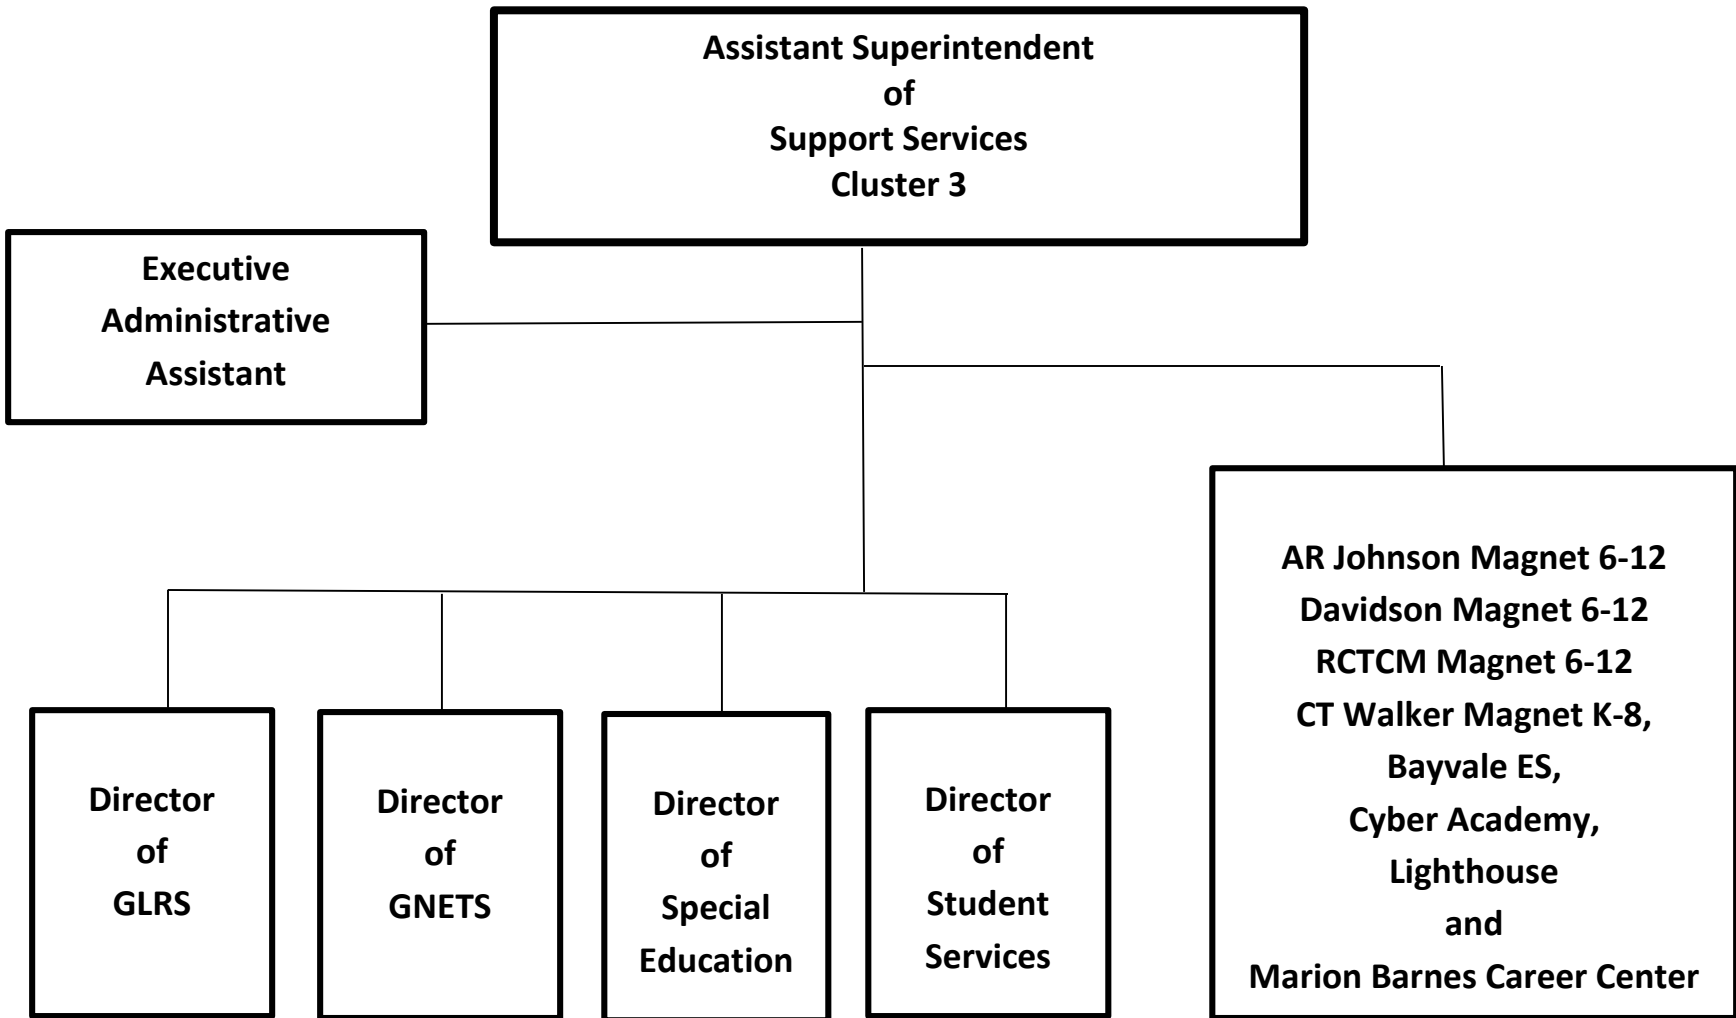 Assistant Superintendent
of
Support Services
Cluster 3
Executive
Administrative
Assistant
Director
of
GLRS
Director
of
GNETS
Director
of
Special
Education
Director
of
Student
Services
AR Johnson Magnet 6-12
Davidson Magnet 6-12
RCTCM Magnet 6-12
CT Walker Magnet K-8,
Bayvale ES,
Cyber Academy,
Lighthouse
and
Marion Barnes Career Center